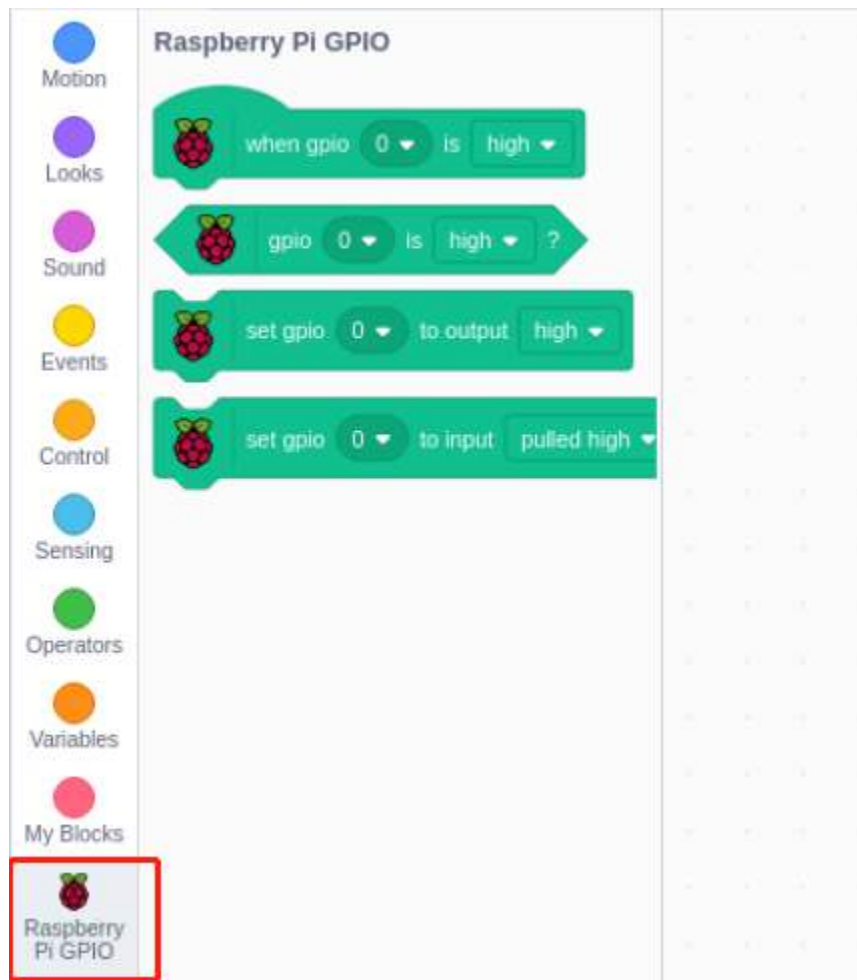 Motion
Looks
Sound
Events
Control
Sensing
Operators
Variables
My Blocks
Raspberry
Pi GPIO
Raspberry Pi GPIO
when gpio 0 is high
gpio 0 is high ?
set gpio 0 to output high
set gpio 0 to input pulled high